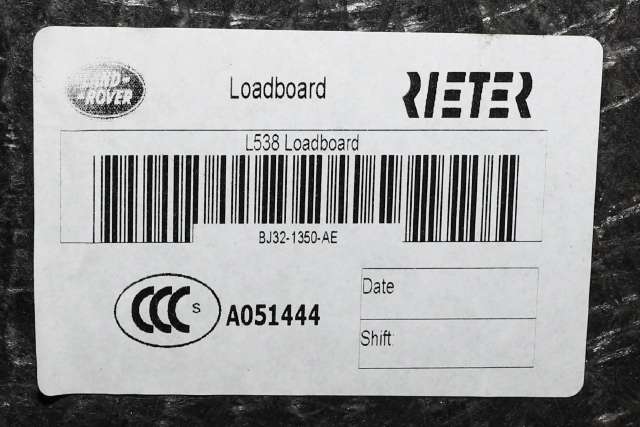 LAND ROVER
Loadboard
RIETER
L538 Loadboard
BJ32-1350-AE
CCC S
A051444
Date
Shift: